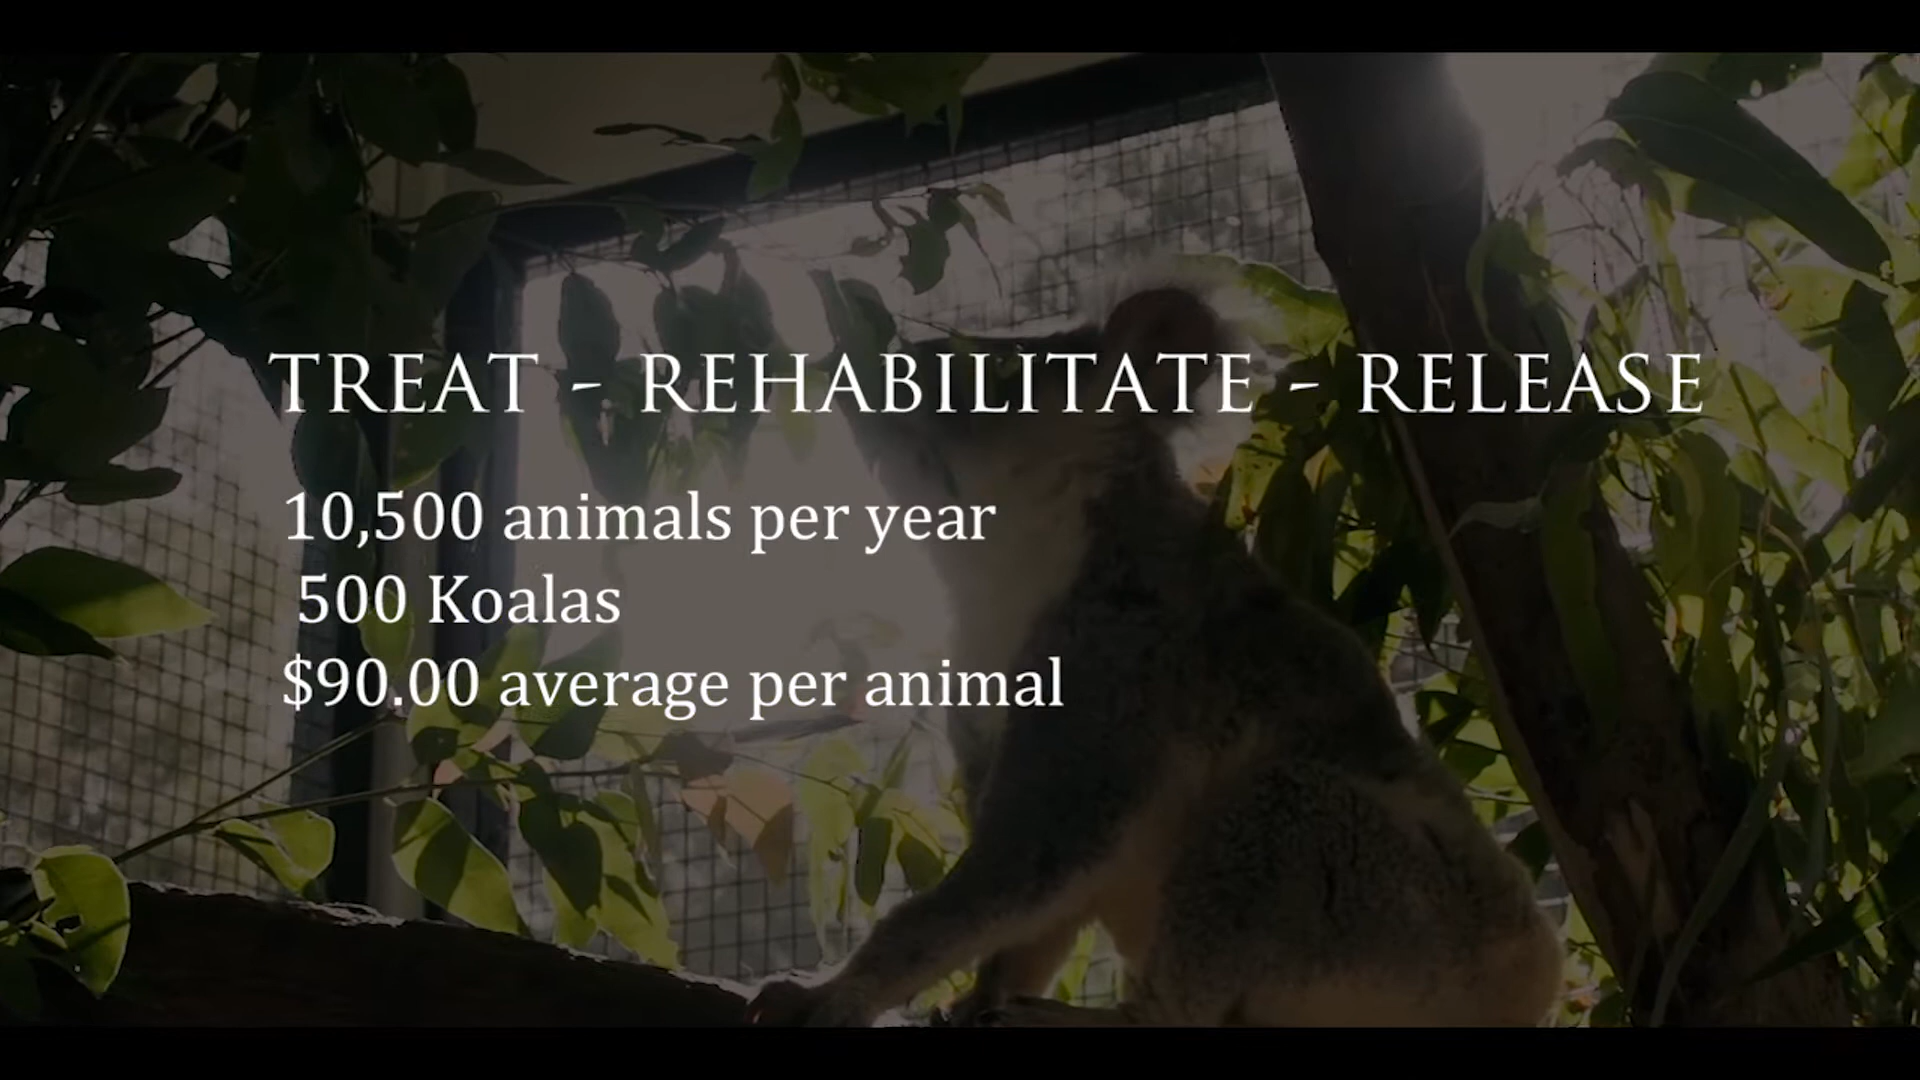 TREAT - REHABILITATE - RELEASE
10,500 animals per year
500 Koalas
$90.00 average per animal